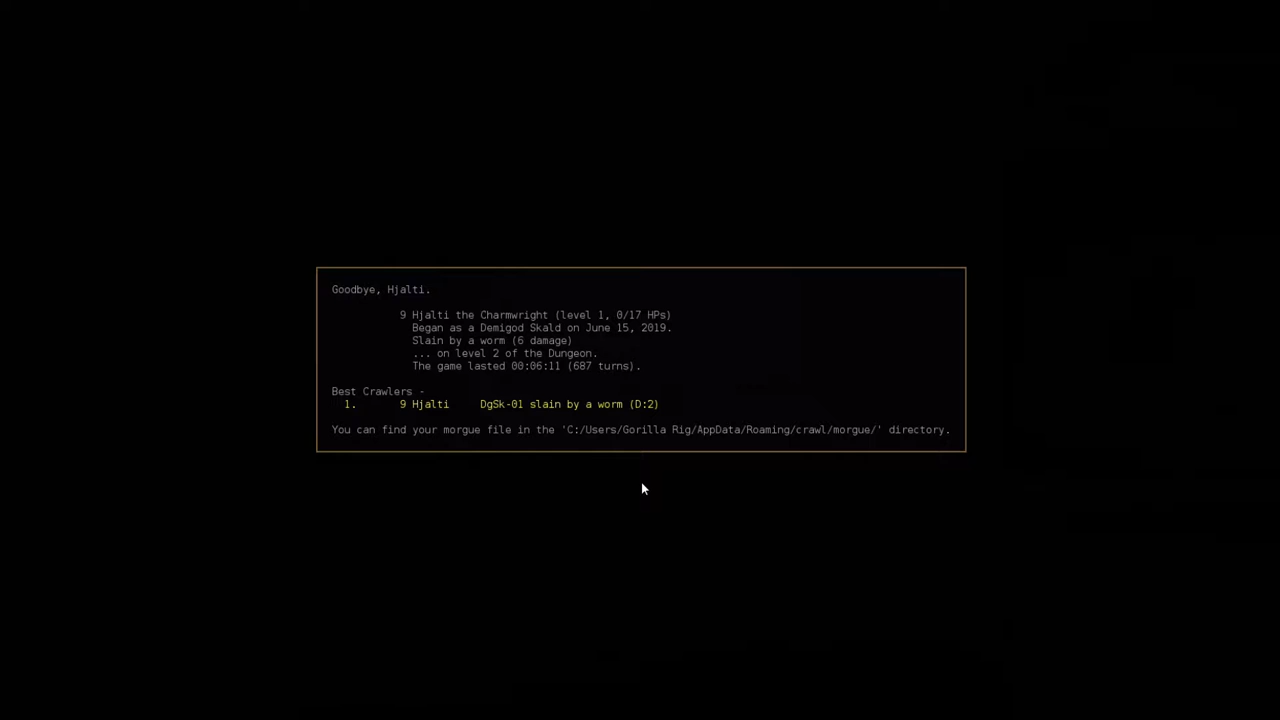 Goodbye, Hjalti.
9 Hjalti the Charmwright (level 1, 0/17 HPs)
Began as a Demigod Skald on June 15, 2019.
Slain by a worm (6 damage)
... on level 2 of the Dungeon.
The game lasted 00:06:11 (687 turns).
Best Crawlers -
1. 9 Hjalti DgSk-01 slain by a worm (D:2)
You can find your morgue file in the 'C:/Users/Gorilla Rig/AppData/Roaming/crawl/morgue/' directory.